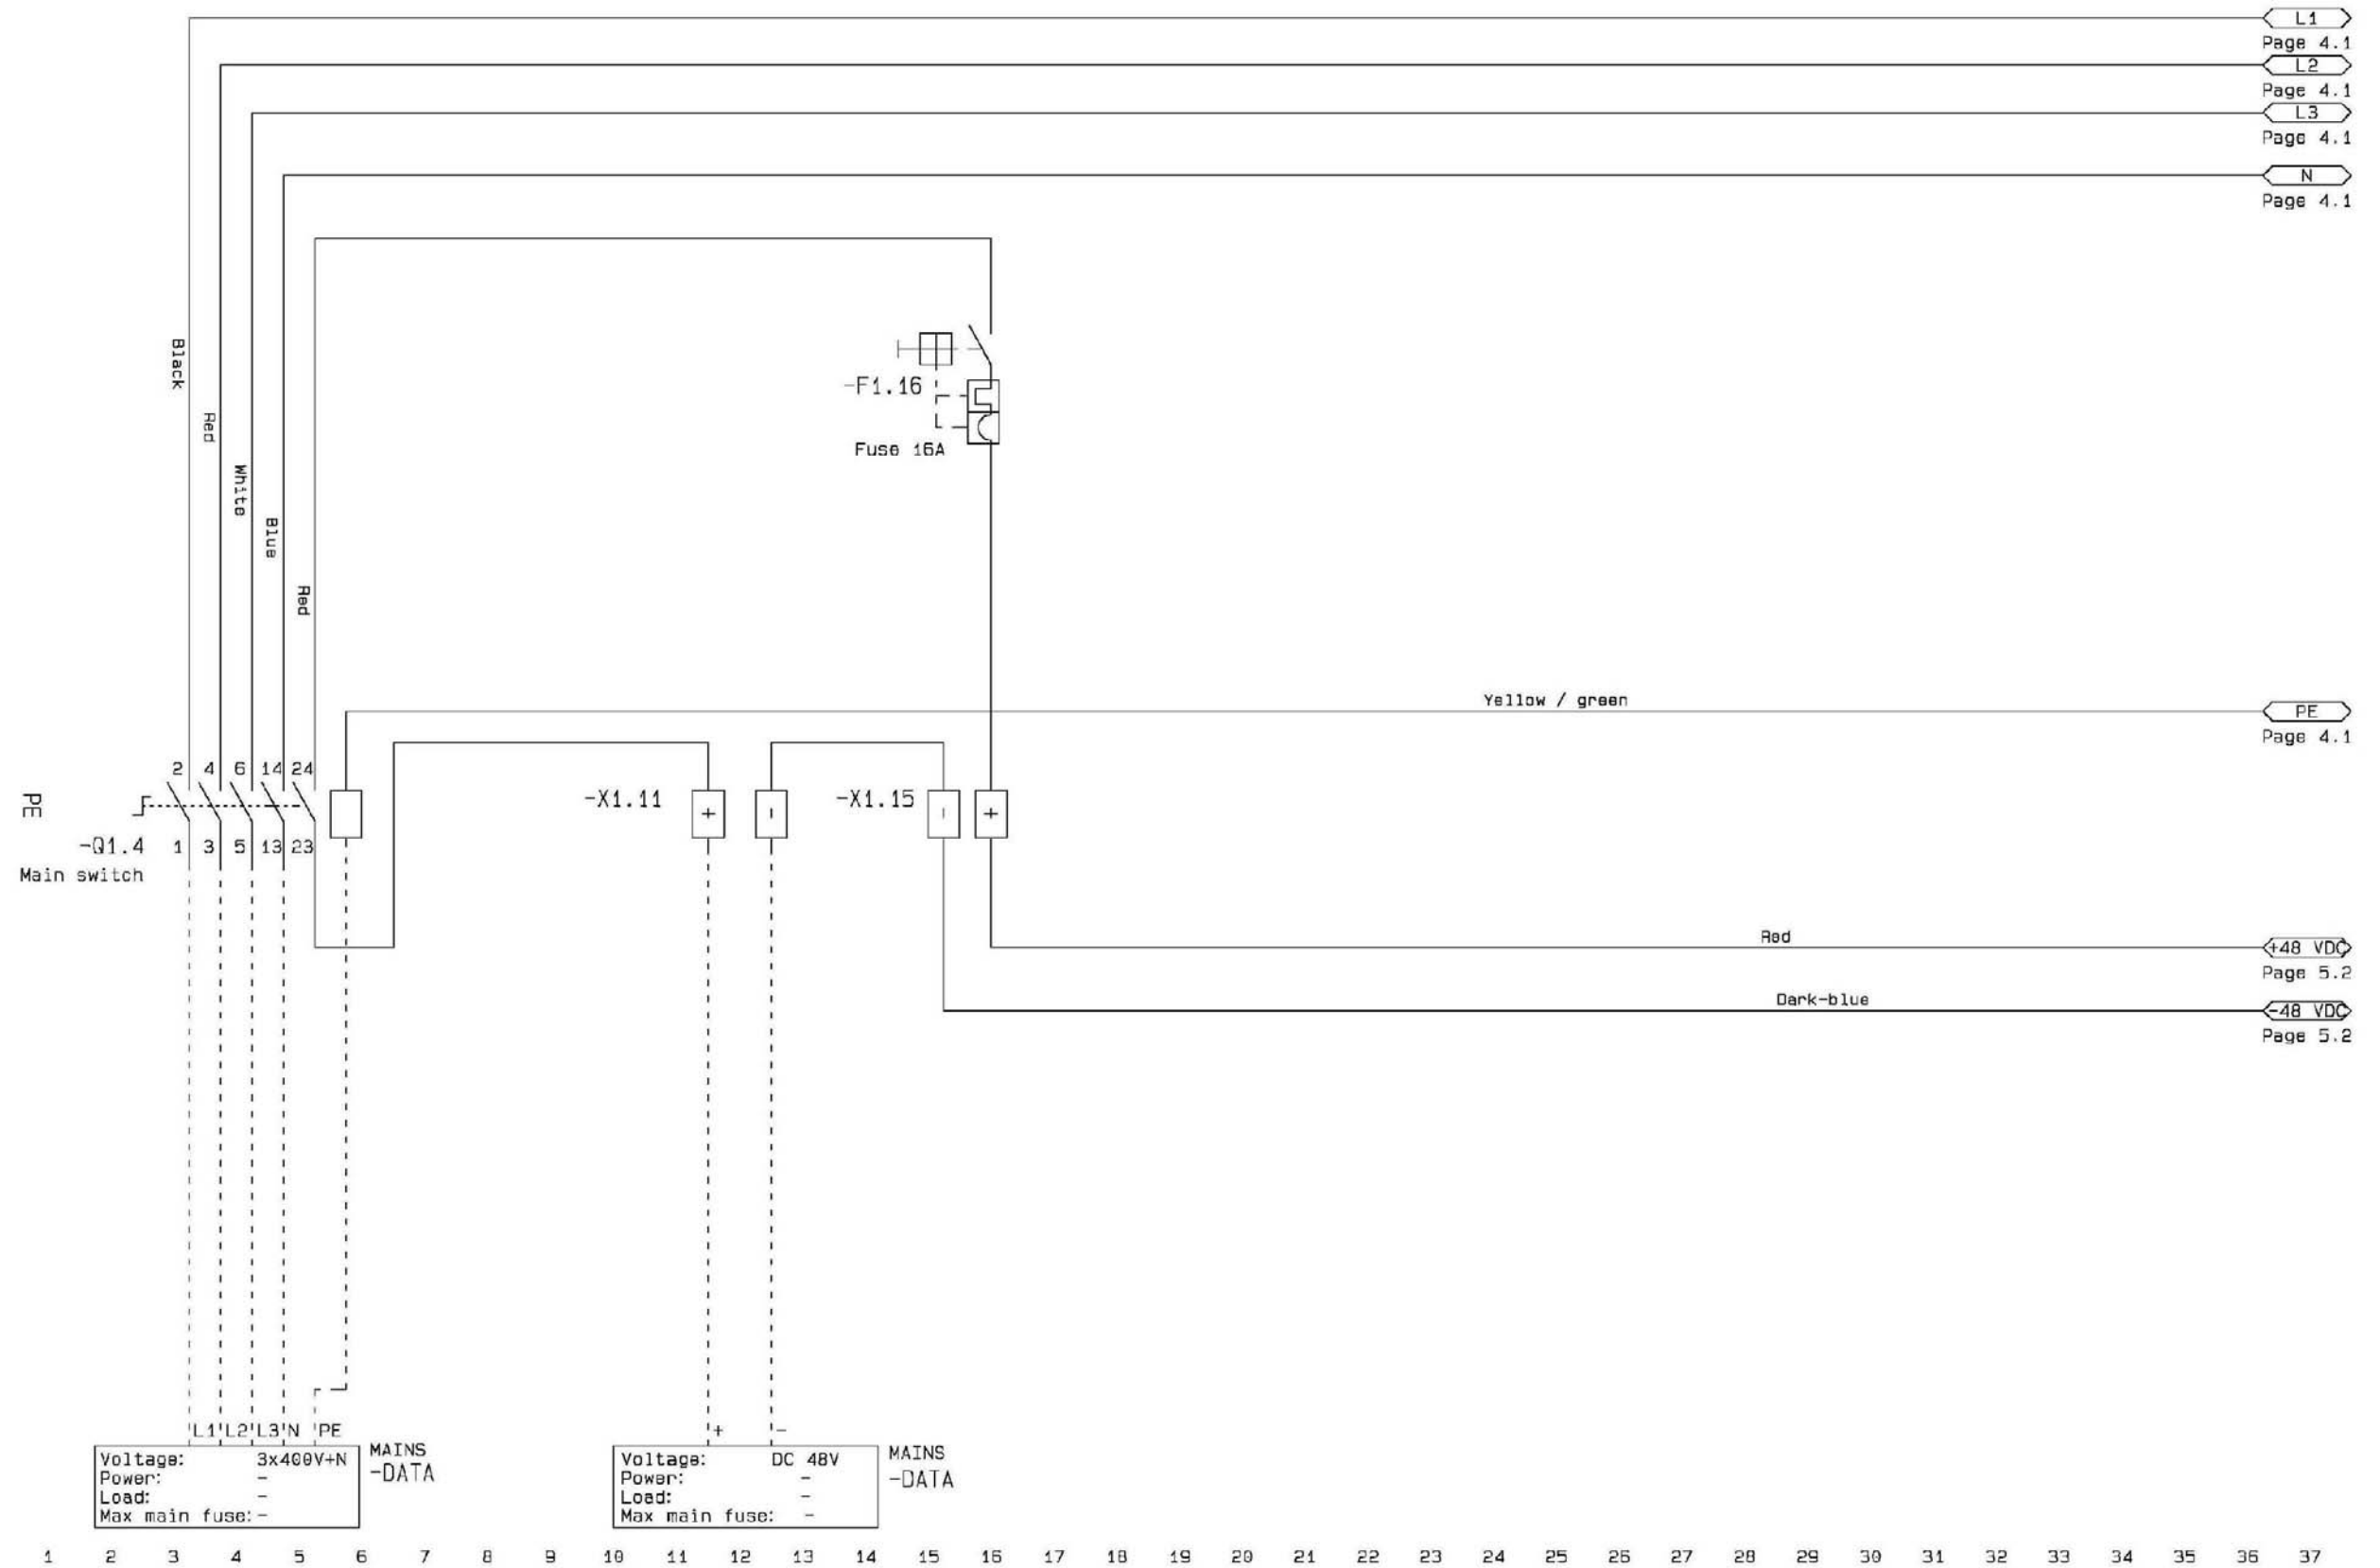 L1
Page 4.1
L2
Page 4.1
L3
Page 4.1
N
Page 4.1
Black
Red
White
Blue
Red
-F1.16
Fuse 16A
Yellow / green
PE
Page 4.1
2 4 6 14 24
PE
-X1.11 + -
-X1.15 - +
-Q1.4 1 3 5 13 23
Main switch
Red
+48 VDC
Page 5.2
Dark-blue
-48 VDC
Page 5.2
L1 L2 L3 N PE
+ -
Voltage: 3x400V+N
Power: -
Load: -
Max main fuse: -
MAINS
-DATA
Voltage: DC 48V
Power: -
Load: -
Max main fuse: -
MAINS
-DATA
1 2 3 4 5 6 7 8 9 10 11 12 13 14 15 16 17 18 19 20 21 22 23 24 25 26 27 28 29 30 31 32 33 34 35 36 37